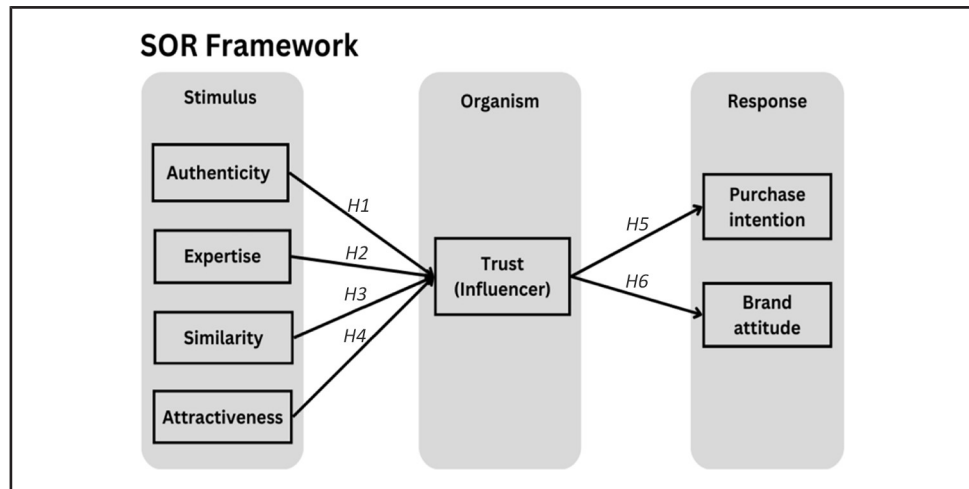 SOR Framework
Stimulus
Organism
Response
Authenticity
Expertise
Similarity
Attractiveness
H1
H2
H3
H4
Trust
(Influencer)
H5
H6
Purchase
intention
Brand
attitude